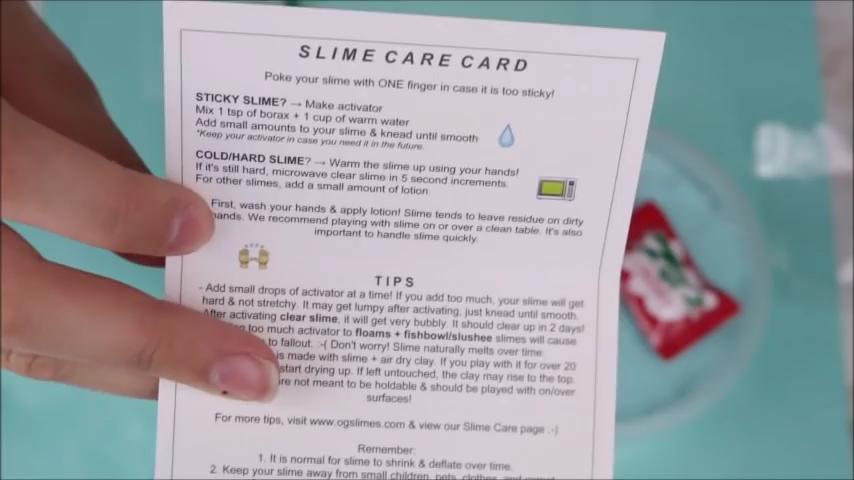 SLIME CARE CARD
Poke your slime with ONE finger in case it is too sticky!
STICKY SLIME? → Make activator
Mix 1 tsp of borax + 1 cup of warm water
Add small amounts to your slime & knead until smooth
*Keep your activator in case you need it in the future.
COLD/HARD SLIME? → Warm the slime up using your hands!
If it's still hard, microwave clear slime in 5 second increments.
For other slimes, add a small amount of lotion.
First, wash your hands & apply lotion! Slime tends to leave residue on dirty
hands. We recommend playing with slime on or over a clean table. It's also
important to handle slime quickly.
TIPS
- Add small drops of activator at a time! If you add too much, your slime will get
hard & not stretchy. It may get lumpy after activating, just knead until smooth.
After activating clear slime, it will get very bubbly. It should clear up in 2 days!
too much activator to floams + fishbowl/slushee slimes will cause
to fallout. :-( Don't worry! Slime naturally melts over time.
is made with slime + air dry clay. If you play with it for over 20
start drying up. If left untouched, the clay may rise to the top.
are not meant to be holdable & should be played with on/over
surfaces!
For more tips, visit www.ogslimes.com & view our Slime Care page :-)
Remember:
1. It is normal for slime to shrink & deflate over time.
2. Keep your slime away from small children, pets, clothes, and